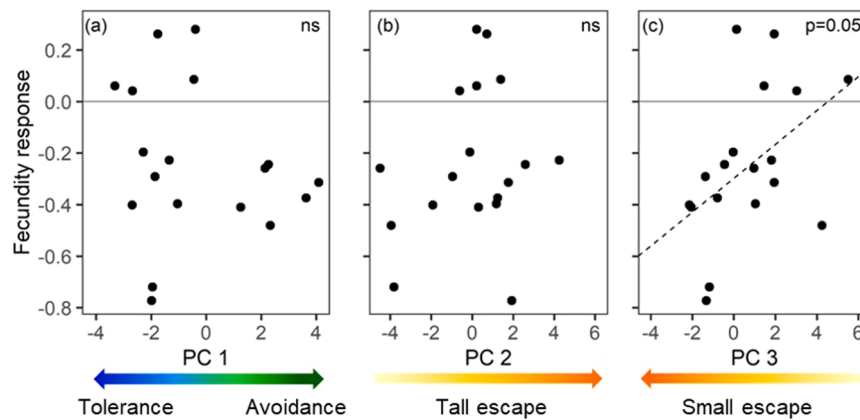 (a) ns (b) ns (c) p=0.05
Fecundity response
0.2
0.0
-0.2
-0.4
-0.6
-0.8
-4 -2 0 2 4 -4 -2 0 2 4 6 -4 -2 0 2 4 6
PC 1 PC 2 PC 3
Tolerance Avoidance Tall escape Small escape